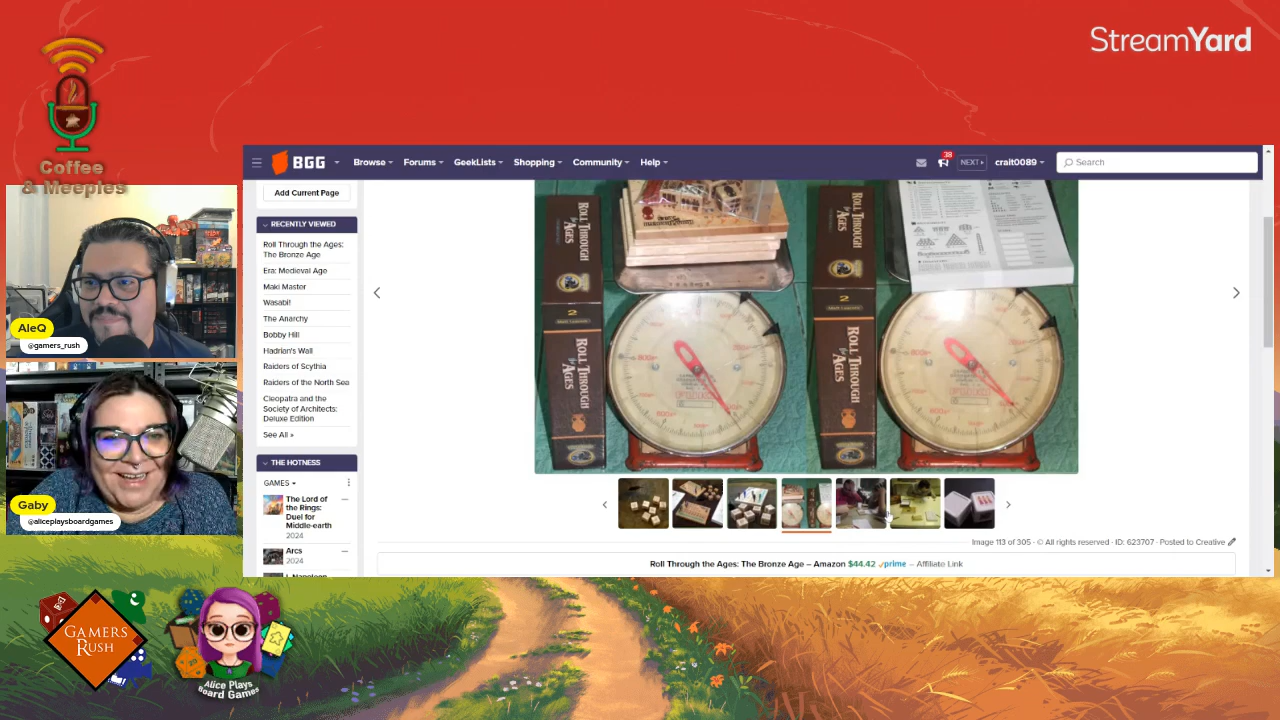 StreamYard
Coffee
& Meeples
BGG
Browse
Forums
GeekLists
Shopping
Community
Help
38
NEXT
crait0089
Search
Add Current Page
RECENTLY VIEWED
Roll Through the Ages:
The Bronze Age
Era: Medieval Age
Maki Master
Wasabi!
The Anarchy
Bobby Hill
Hadrian's Wall
Raiders of Scythia
Raiders of the North Sea
Cleopatra and the
Society of Architects:
Deluxe Edition
See All »
THE HOTNESS
GAMES
The Lord of
the Rings:
Duel for
Middle-earth
2024
Arcs
2024
ROLL THROUGH
the AGES
2
ROLL THROUGH
the AGES
ROLL THROUGH
the AGES
2
ROLL THROUGH
the AGES
Image 113 of 305 · © All rights reserved · ID: 623707 · Posted to Creative
Roll Through the Ages: The Bronze Age – Amazon $44.42 prime – Affiliate Link
AleQ
@gamers_rush
Gaby
@aliceplaysboardgames
GAMERS
RUSH
Alice Plays
Board Games